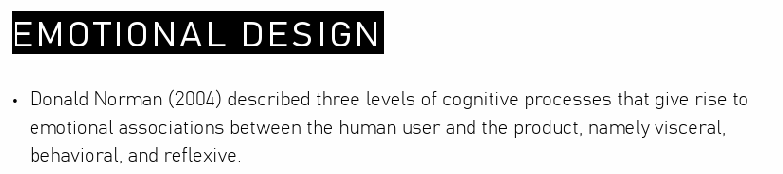 EMOTIONAL DESIGN
• Donald Norman (2004) described three levels of cognitive processes that give rise to
emotional associations between the human user and the product, namely visceral,
behavioral, and reflexive.